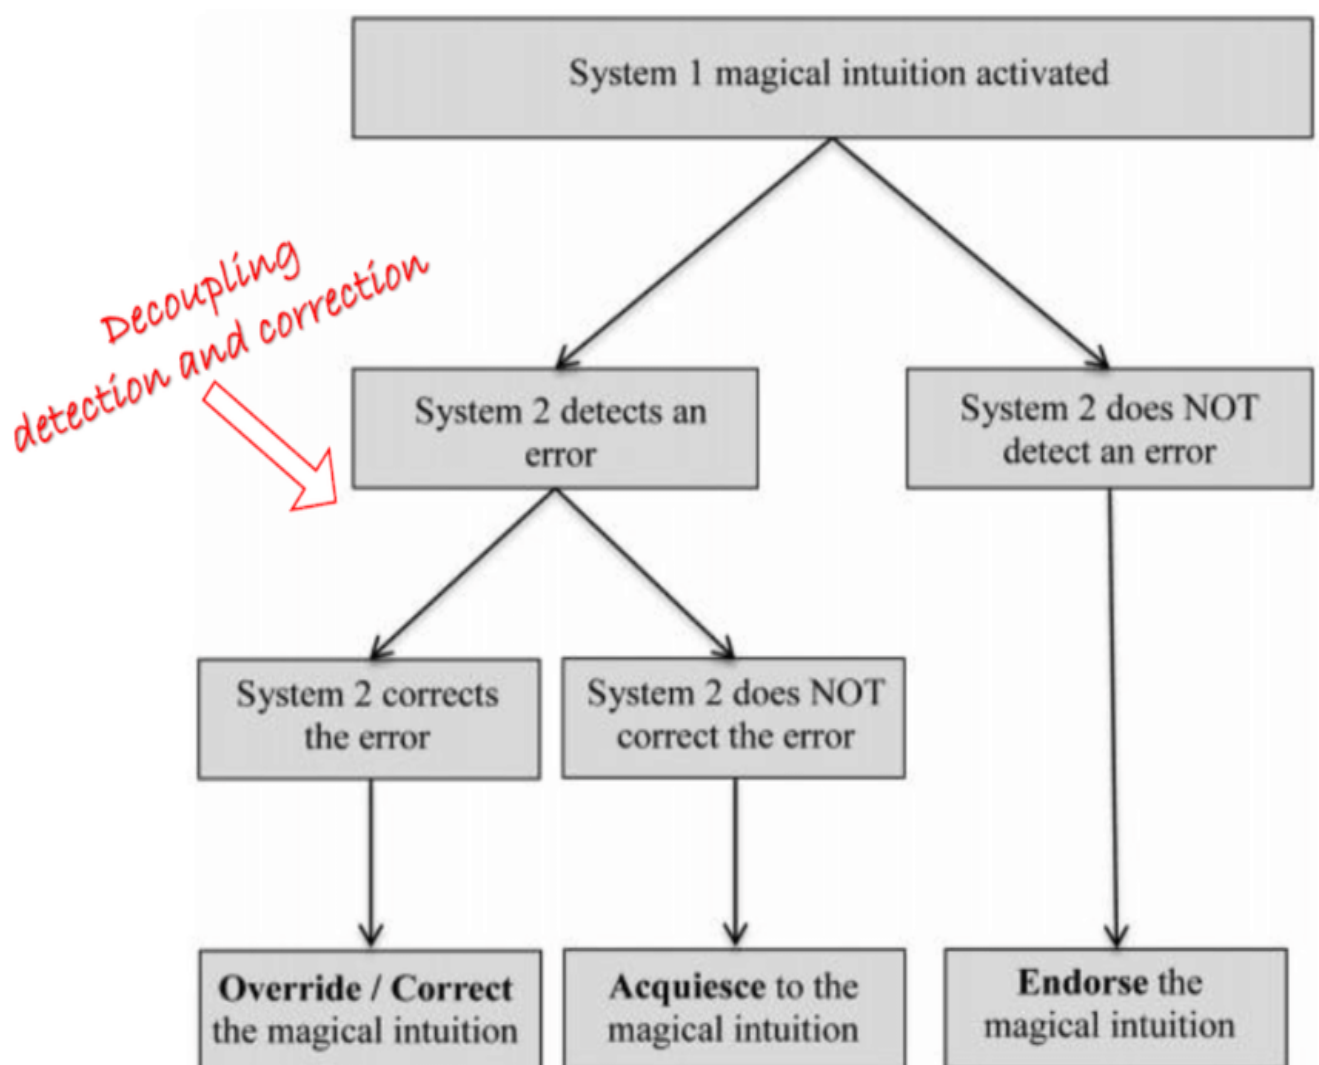 System 1 magical intuition activated
Decoupling
detection and correction
System 2 detects an
error
System 2 does NOT
detect an error
System 2 corrects
the error
System 2 does NOT
correct the error
Override / Correct
the magical intuition
Acquiesce to the
magical intuition
Endorse the
magical intuition